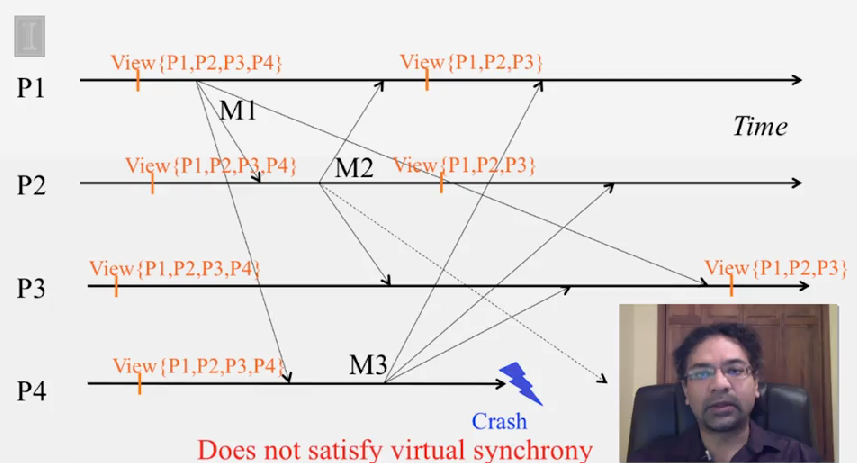 View{P1,P2,P3,P4} View{P1,P2,P3}
P1
M1
Time
View{P1,P2,P3,P4} M2 View{P1,P2,P3}
P2
View{P1,P2,P3,P4} View{P1,P2,P3}
P3
View{P1,P2,P3,P4} M3
P4
Crash
Does not satisfy virtual synchrony